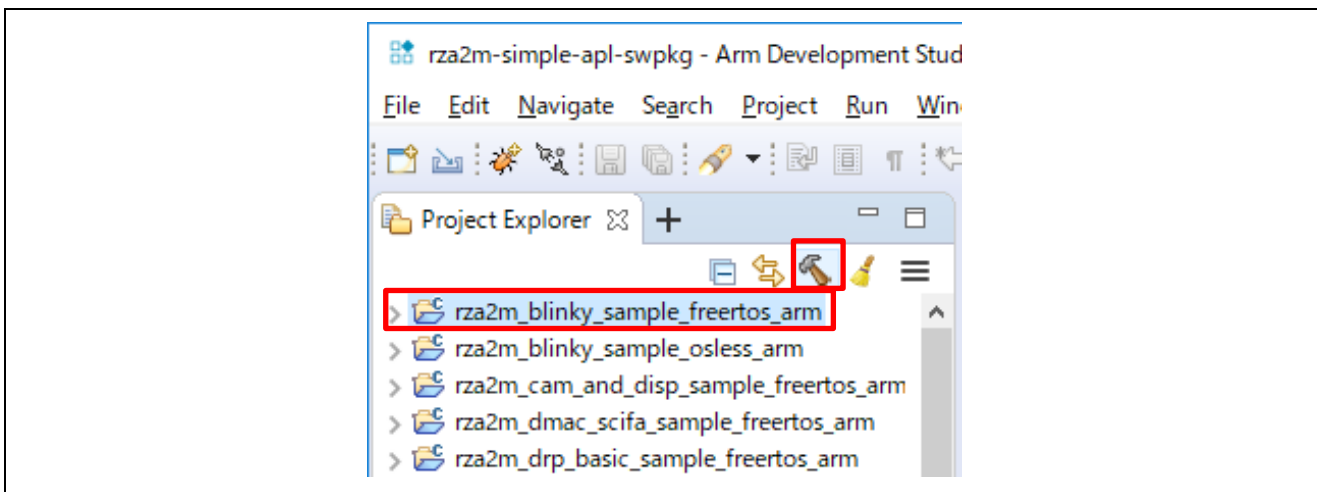 rza2m-simple-apl-swpkg - Arm Development Stud
File Edit Navigate Search Project Run Win
Project Explorer
rza2m_blinky_sample_freertos_arm
rza2m_blinky_sample_osless_arm
rza2m_cam_and_disp_sample_freertos_arm
rza2m_dmac_scifa_sample_freertos_arm
rza2m_drp_basic_sample_freertos_arm